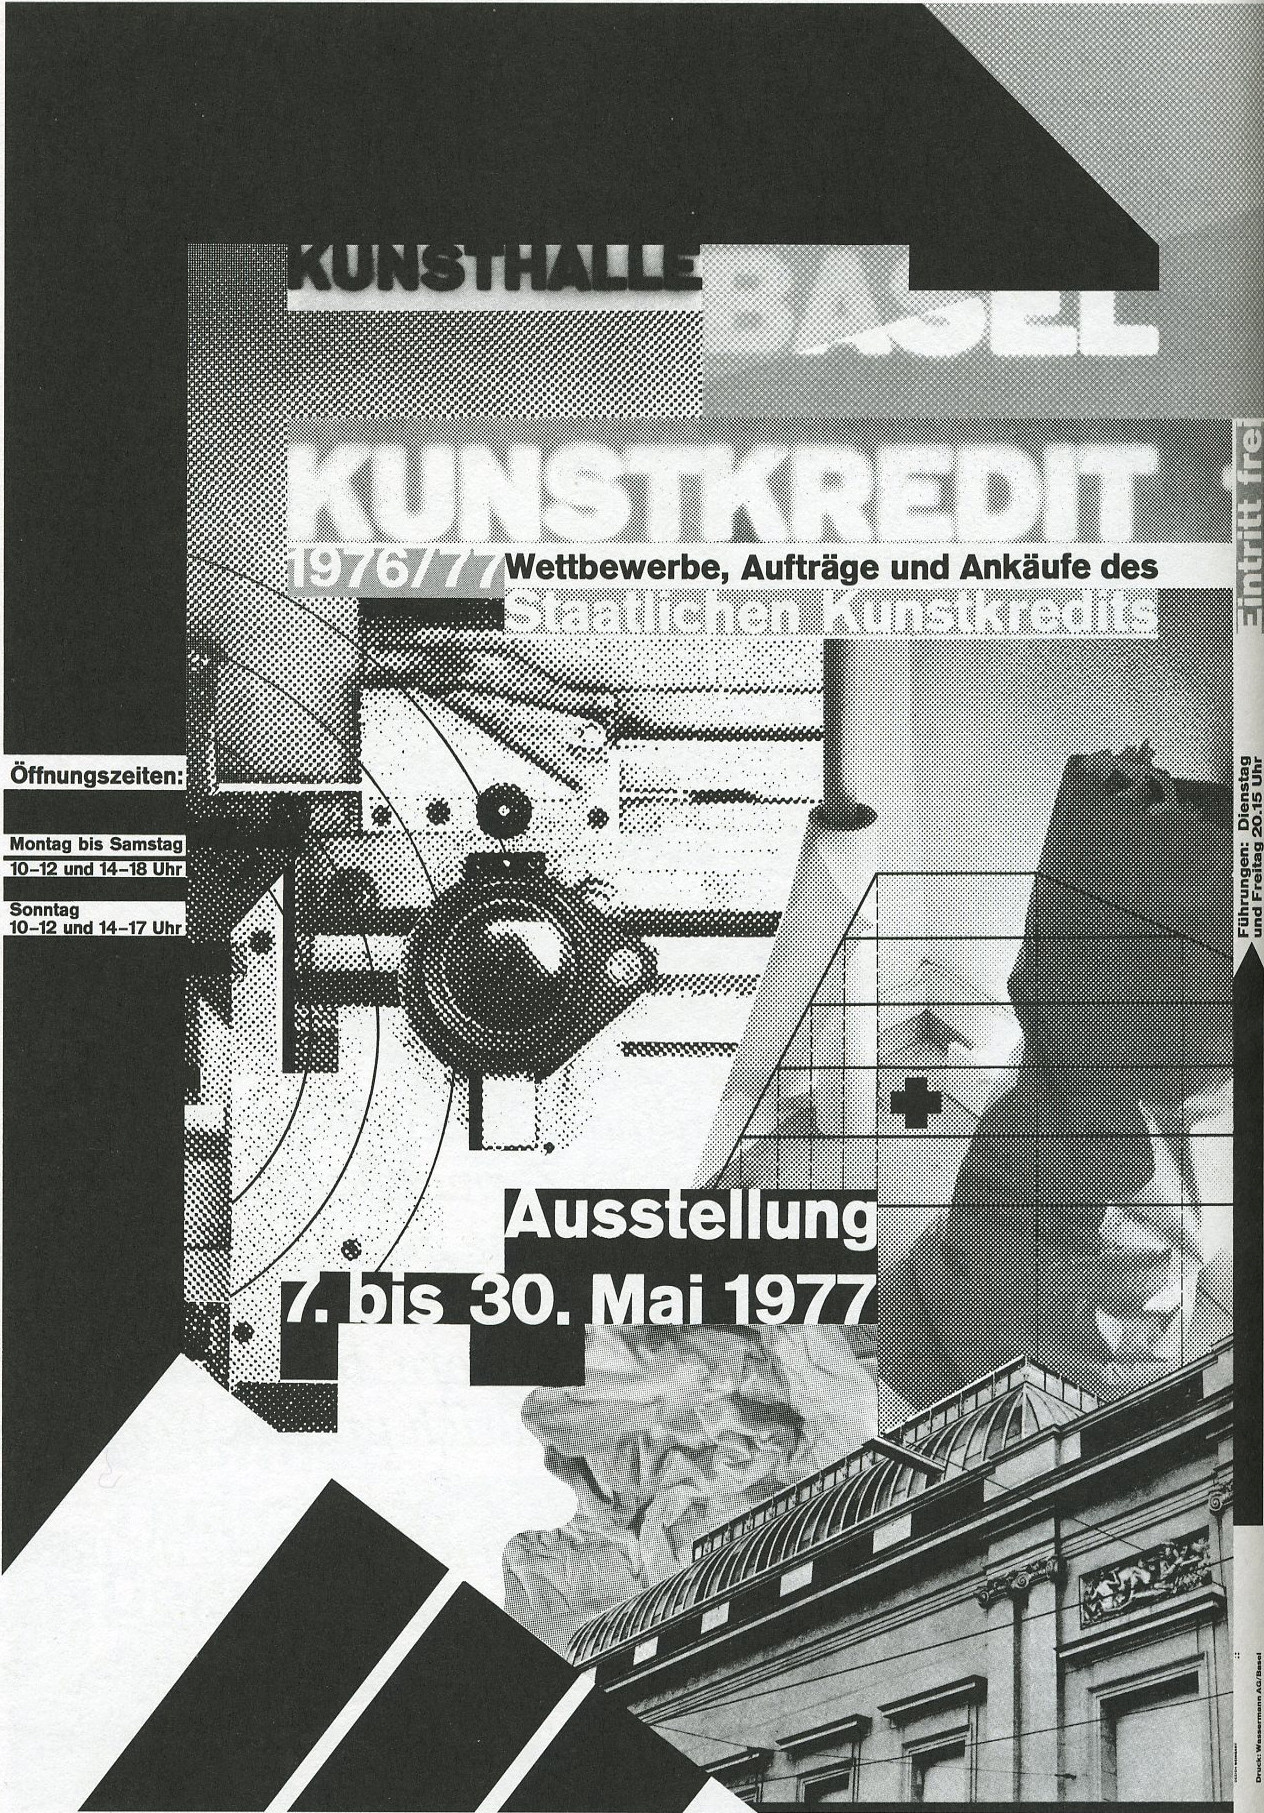 KUNSTHALLE BASEL
KUNSTKREDIT
1976/77 Wettbewerbe, Aufträge und Ankäufe des
Staatlichen Kunstkredits
Eintritt frei
Führungen: Dienstag
und Freitag 20.15 Uhr
Öffnungszeiten:
Montag bis Samstag
10–12 und 14–18 Uhr
Sonntag
10–12 und 14–17 Uhr
Ausstellung
7. bis 30. Mai 1977
Druck: Wassermann AG/Basel